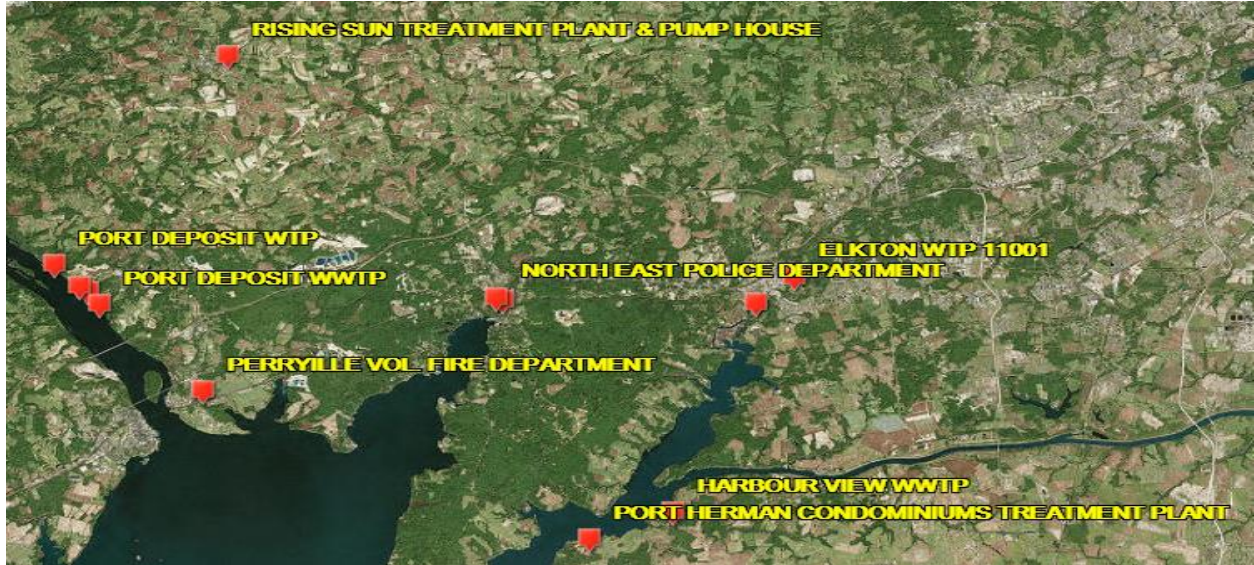 RISING SUN TREATMENT PLANT & PUMP HOUSE
PORT DEPOSIT WTP
ELKTON WTP 11001
NORTH EAST POLICE DEPARTMENT
PORT DEPOSIT WWTP
PERRYILLE VOL. FIRE DEPARTMENT
HARBOUR VIEW WWTP
PORT HERMAN CONDOMINIUMS TREATMENT PLANT